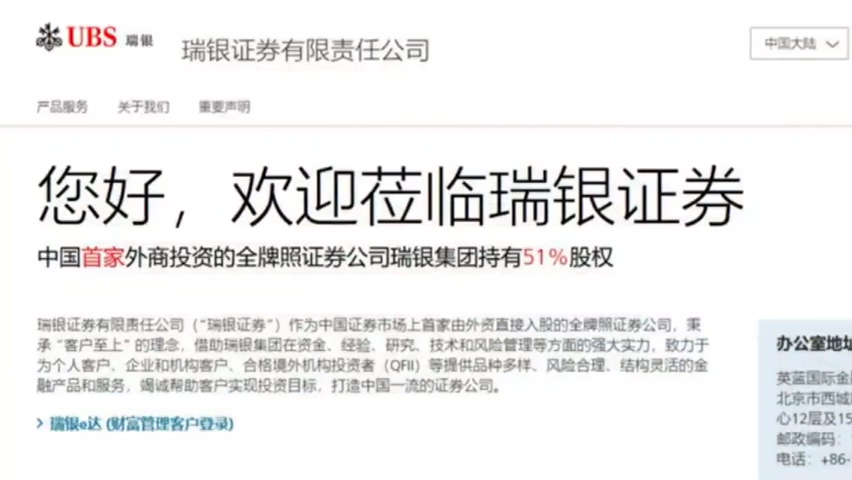 UBS 瑞银
瑞银证券有限责任公司
中国大陆
产品服务 关于我们 重要声明
您好，欢迎莅临瑞银证券
中国首家外商投资的全牌照证券公司瑞银集团持有51%股权
瑞银证券有限责任公司（“瑞银证券”）作为中国证券市场上首家由外资直接入股的全牌照证券公司，秉
承“客户至上”的理念，借助瑞银集团在资金、经验、研究、技术和风险管理等方面的强大实力，致力于
为个人客户、企业和机构客户、合格境外机构投资者（QFII）等提供品种多样、风险合理、结构灵活的金
融产品和服务，竭诚帮助客户实现投资目标，打造中国一流的证券公司。
瑞银e达 (财富管理客户登录)
办公室地址
英蓝国际金
北京市西城
心12层及15
邮政编码：
电话：+86-